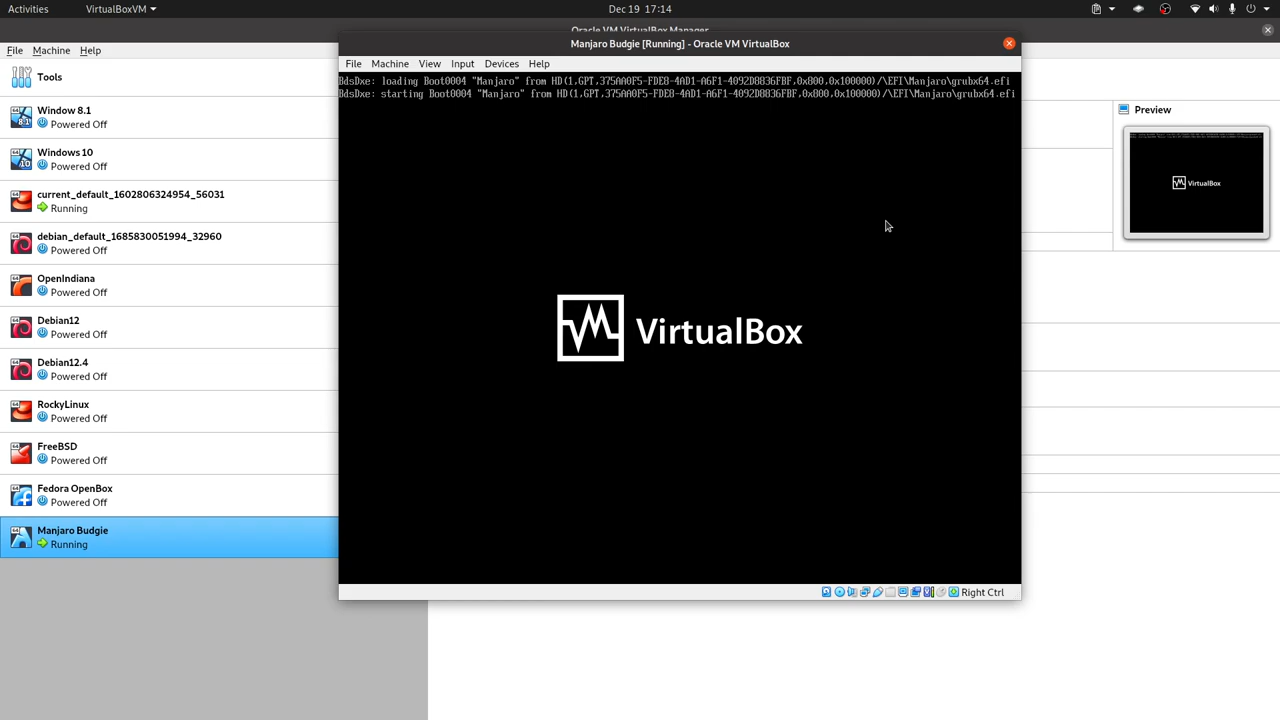 Activities
VirtualBoxVM
Dec 19 17:14
Oracle VM VirtualBox Manager
File Machine Help
Tools
Window 8.1
Powered Off
Windows 10
Powered Off
current_default_1602806324954_56031
Running
debian_default_1685830051994_32960
Powered Off
OpenIndiana
Powered Off
Debian12
Powered Off
Debian12.4
Powered Off
RockyLinux
Powered Off
FreeBSD
Powered Off
Fedora OpenBox
Powered Off
Manjaro Budgie
Running
Manjaro Budgie [Running] - Oracle VM VirtualBox
File Machine View Input Devices Help
BdsDxe: loading Boot0004 "Manjaro" from HD(1,GPT,375AA0F5-FDE8-4AD1-A6F1-4092D8836FBF,0x800,0x100000)/\EFI\Manjaro\grubx64.efi
BdsDxe: starting Boot0004 "Manjaro" from HD(1,GPT,375AA0F5-FDE8-4AD1-A6F1-4092D8836FBF,0x800,0x100000)/\EFI\Manjaro\grubx64.efi
VirtualBox
Right Ctrl
Preview
VirtualBox